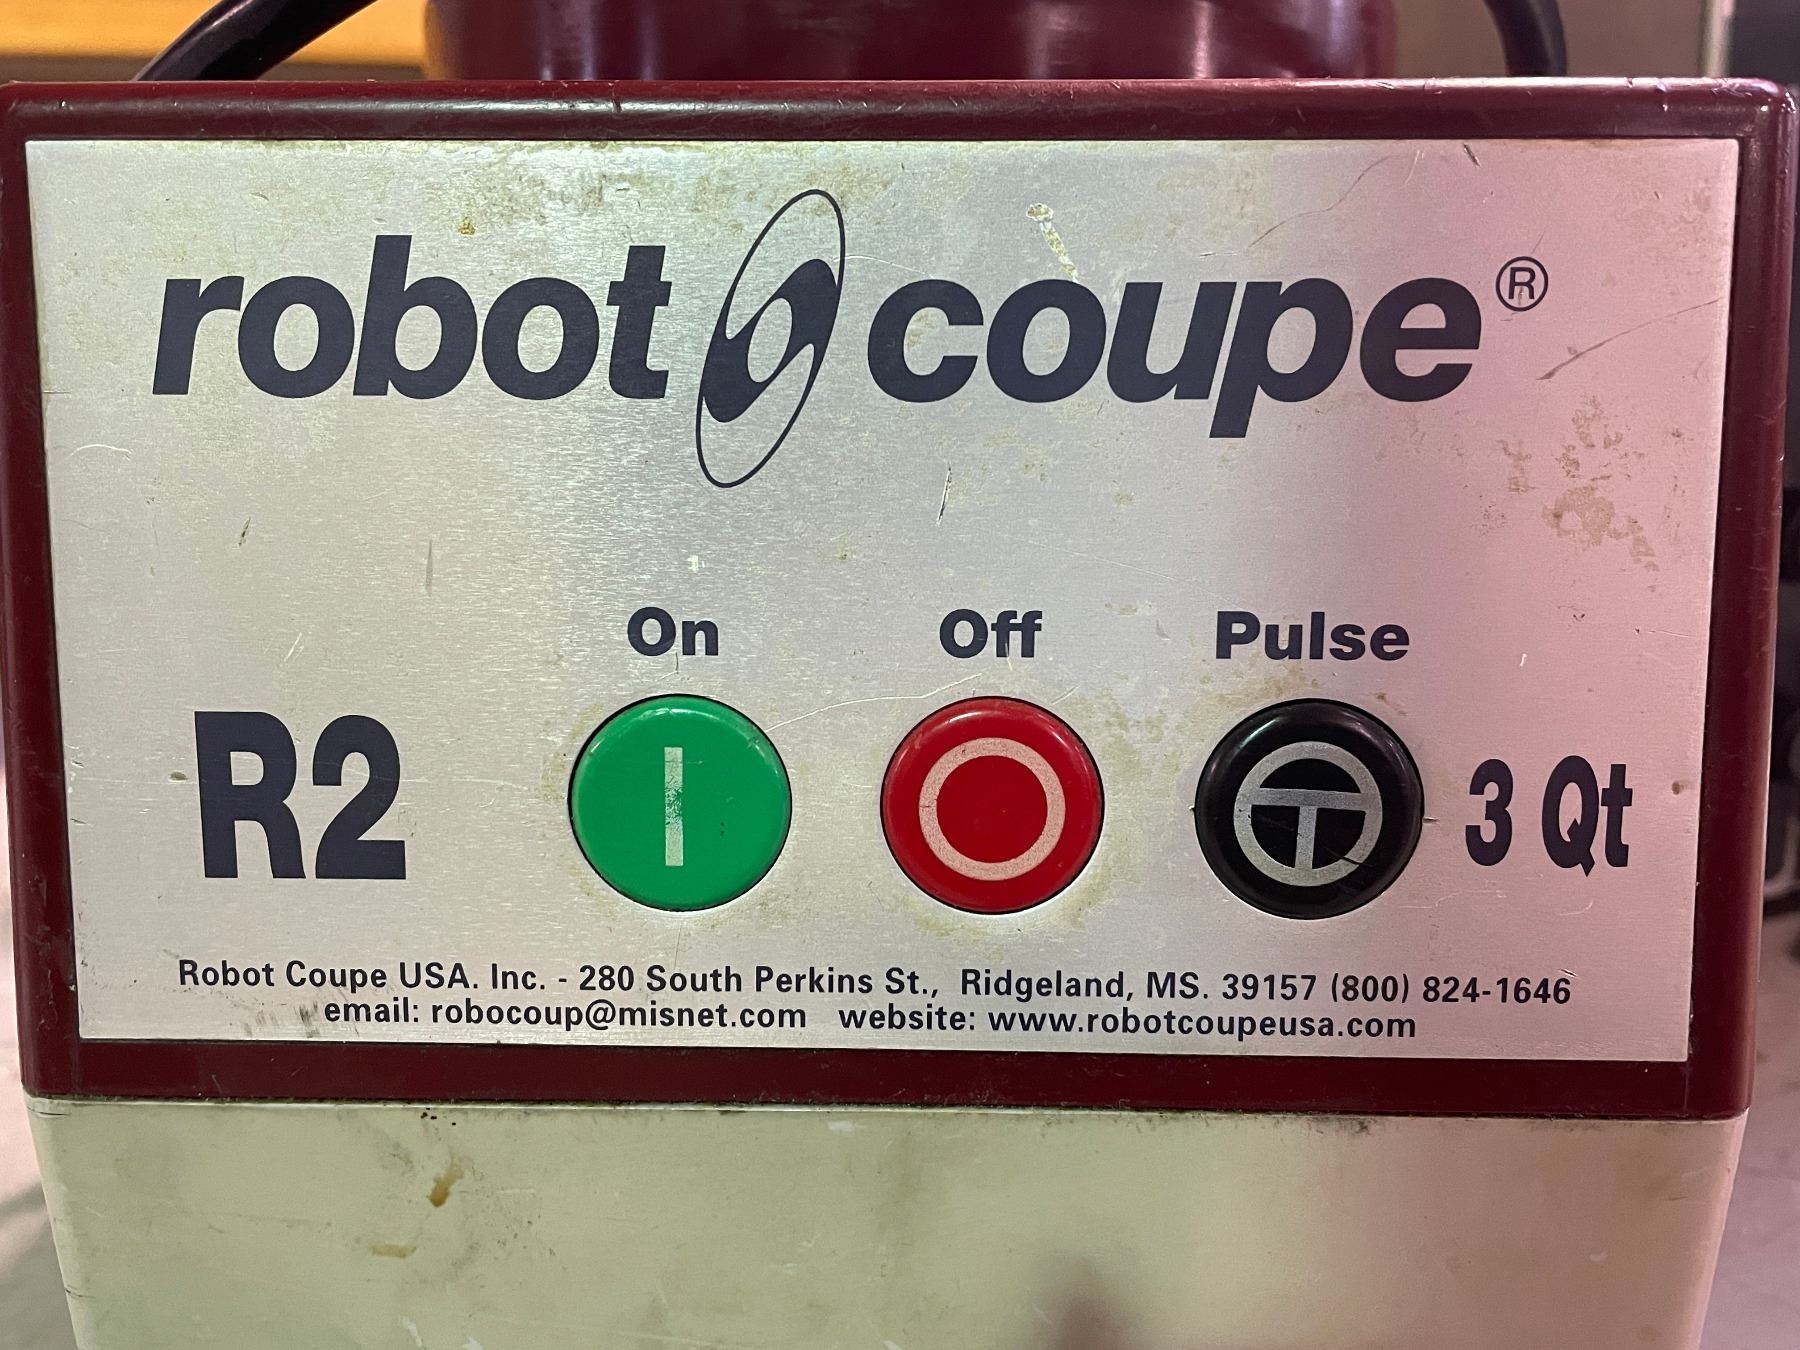 robot coupe®
On Off Pulse
R2 3 Qt
Robot Coupe USA. Inc. - 280 South Perkins St., Ridgeland, MS. 39157 (800) 824-1646
email: robocoup@misnet.com website: www.robotcoupeusa.com